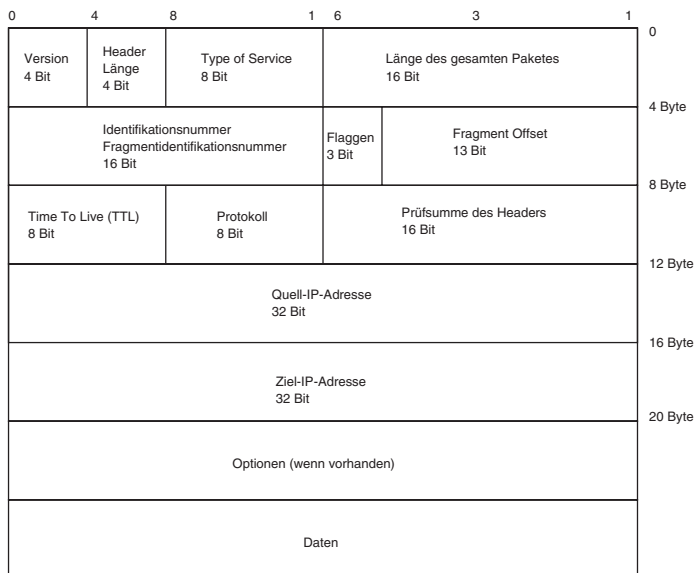 0 4 8 1 6 3 1
0
Version
4 Bit
Header
Länge
4 Bit
Type of Service
8 Bit
Länge des gesamten Paketes
16 Bit
4 Byte
Identifikationsnummer
Fragmentidentifikationsnummer
16 Bit
Flaggen
3 Bit
Fragment Offset
13 Bit
8 Byte
Time To Live (TTL)
8 Bit
Protokoll
8 Bit
Prüfsumme des Headers
16 Bit
12 Byte
Quell-IP-Adresse
32 Bit
16 Byte
Ziel-IP-Adresse
32 Bit
20 Byte
Optionen (wenn vorhanden)
Daten